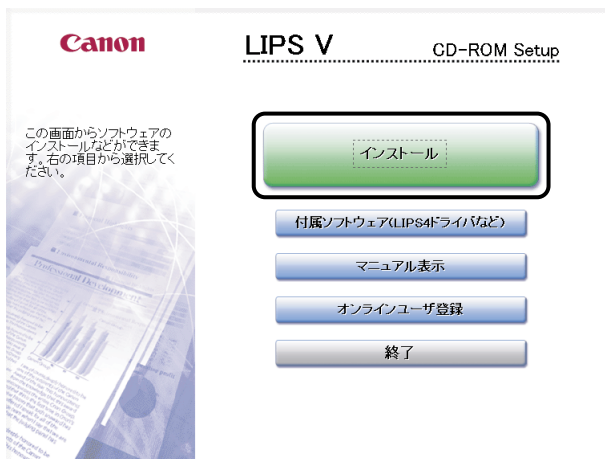 Canon
LIPS V
CD-ROM Setup
この画面からソフトウェアの
インストールなどができま
す。右の項目から選択してく
ださい。
インストール
付属ソフトウェア(LIPS4ドライバなど)
マニュアル表示
オンラインユーザ登録
終了
Professional Development